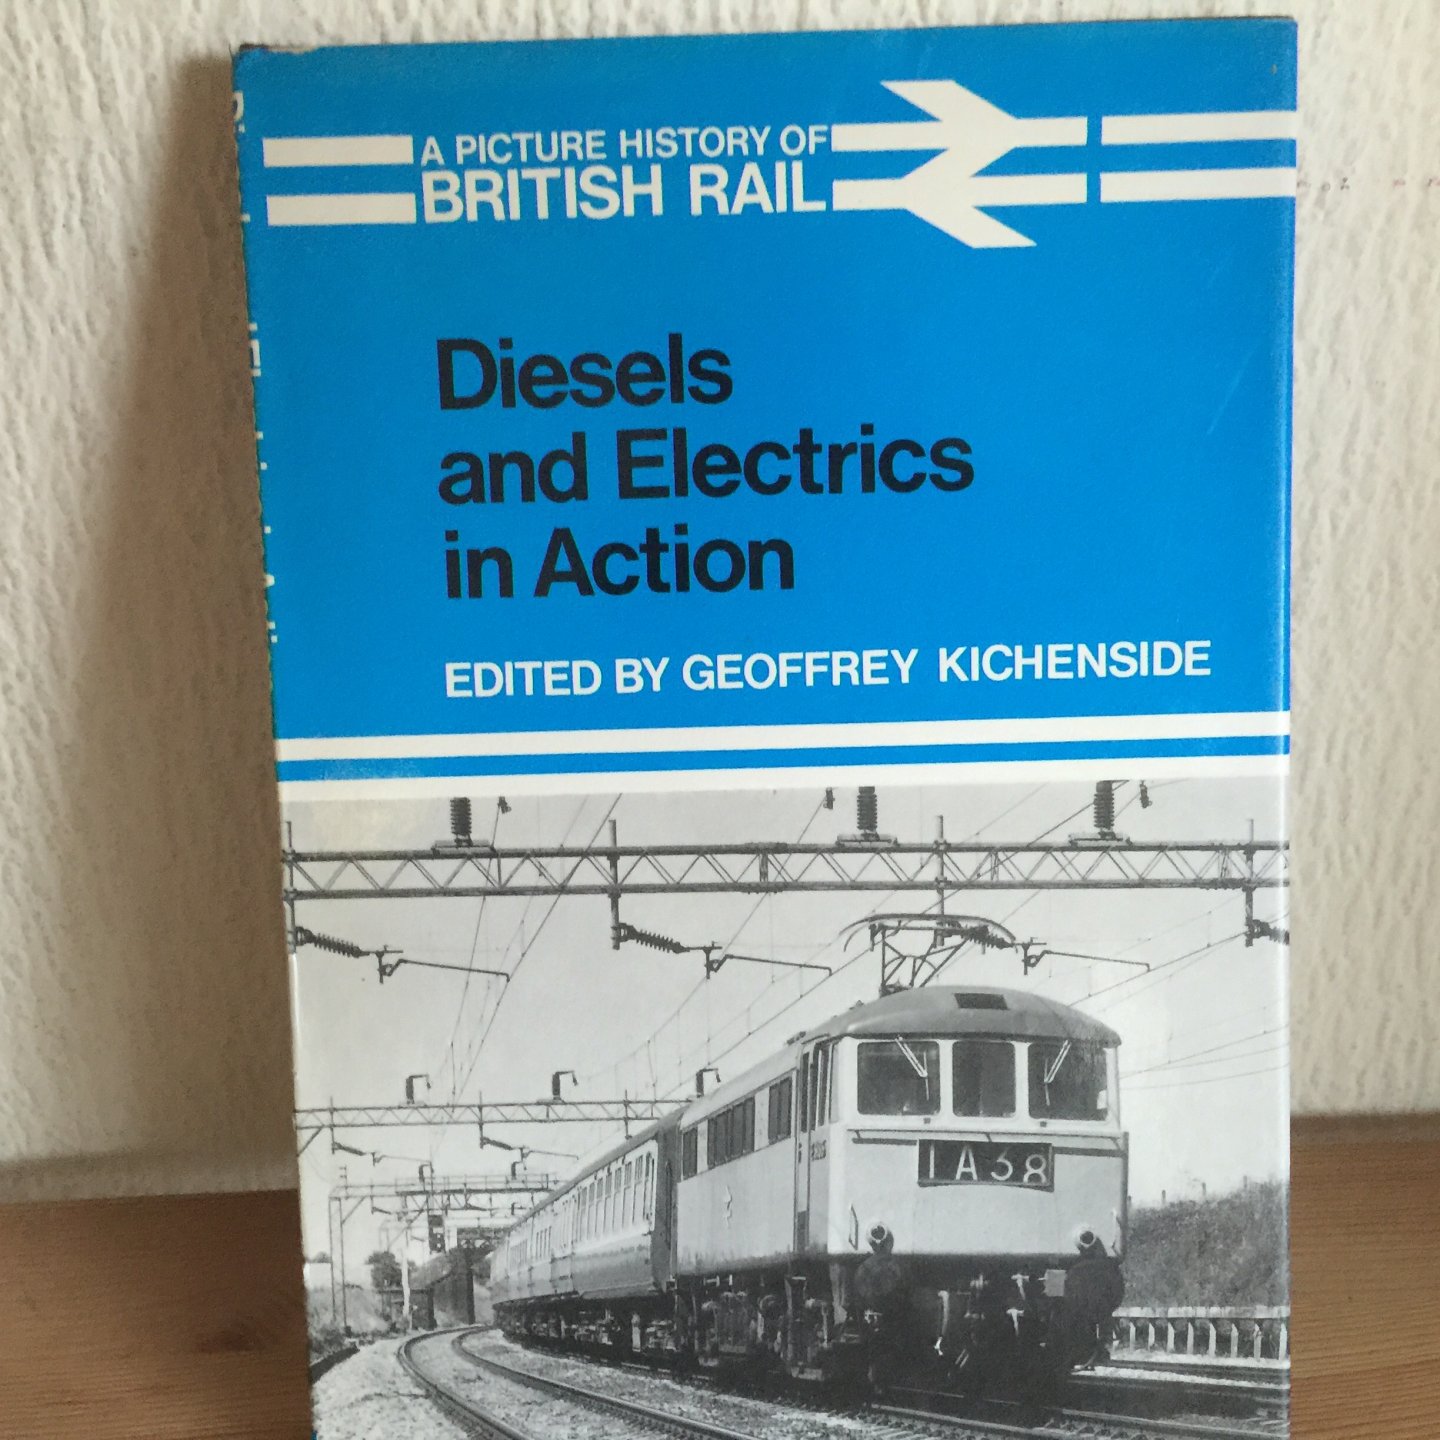 A PICTURE HISTORY OF
BRITISH RAIL
Diesels
and Electrics
in Action
EDITED BY GEOFFREY KICHENSIDE
1A38